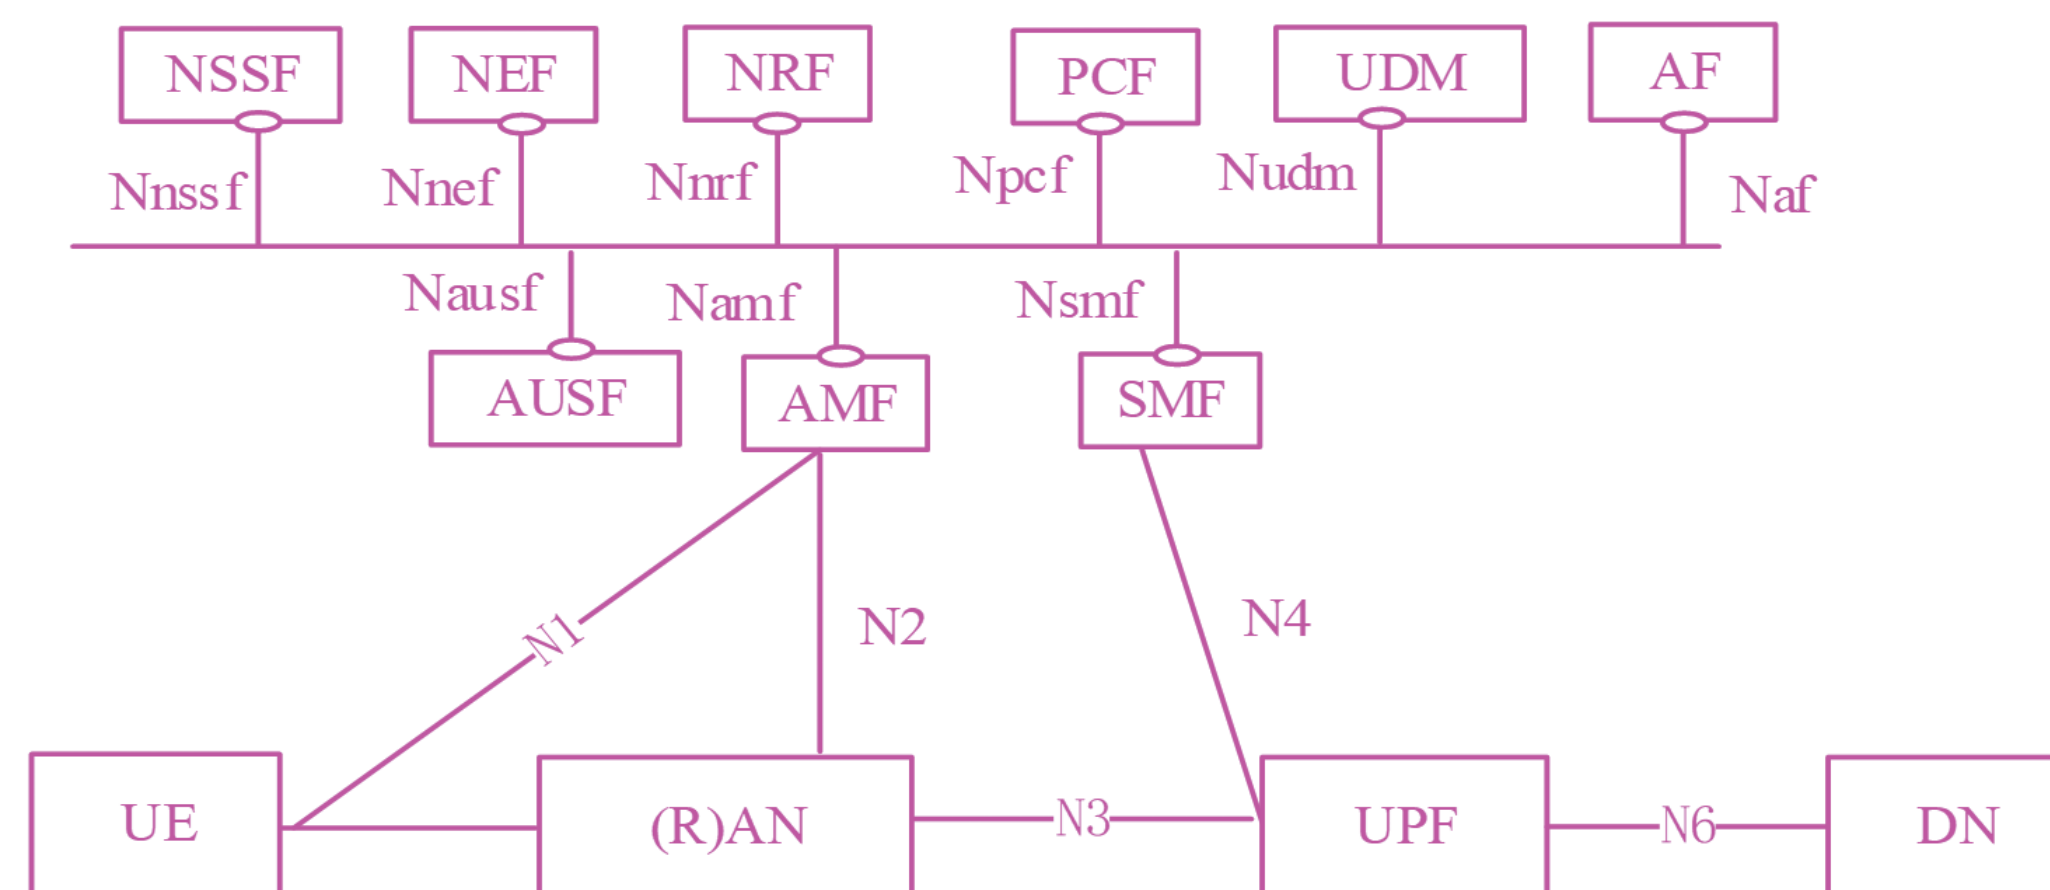 NSSF NEF NRF PCF UDM AF
Nnssf Nnef Nnrf Npcf Nudm Naf
Nausf Namf Nsmf
AUSF AMF SMF
N1 N2 N4
UE (R)AN N3 UPF N6 DN